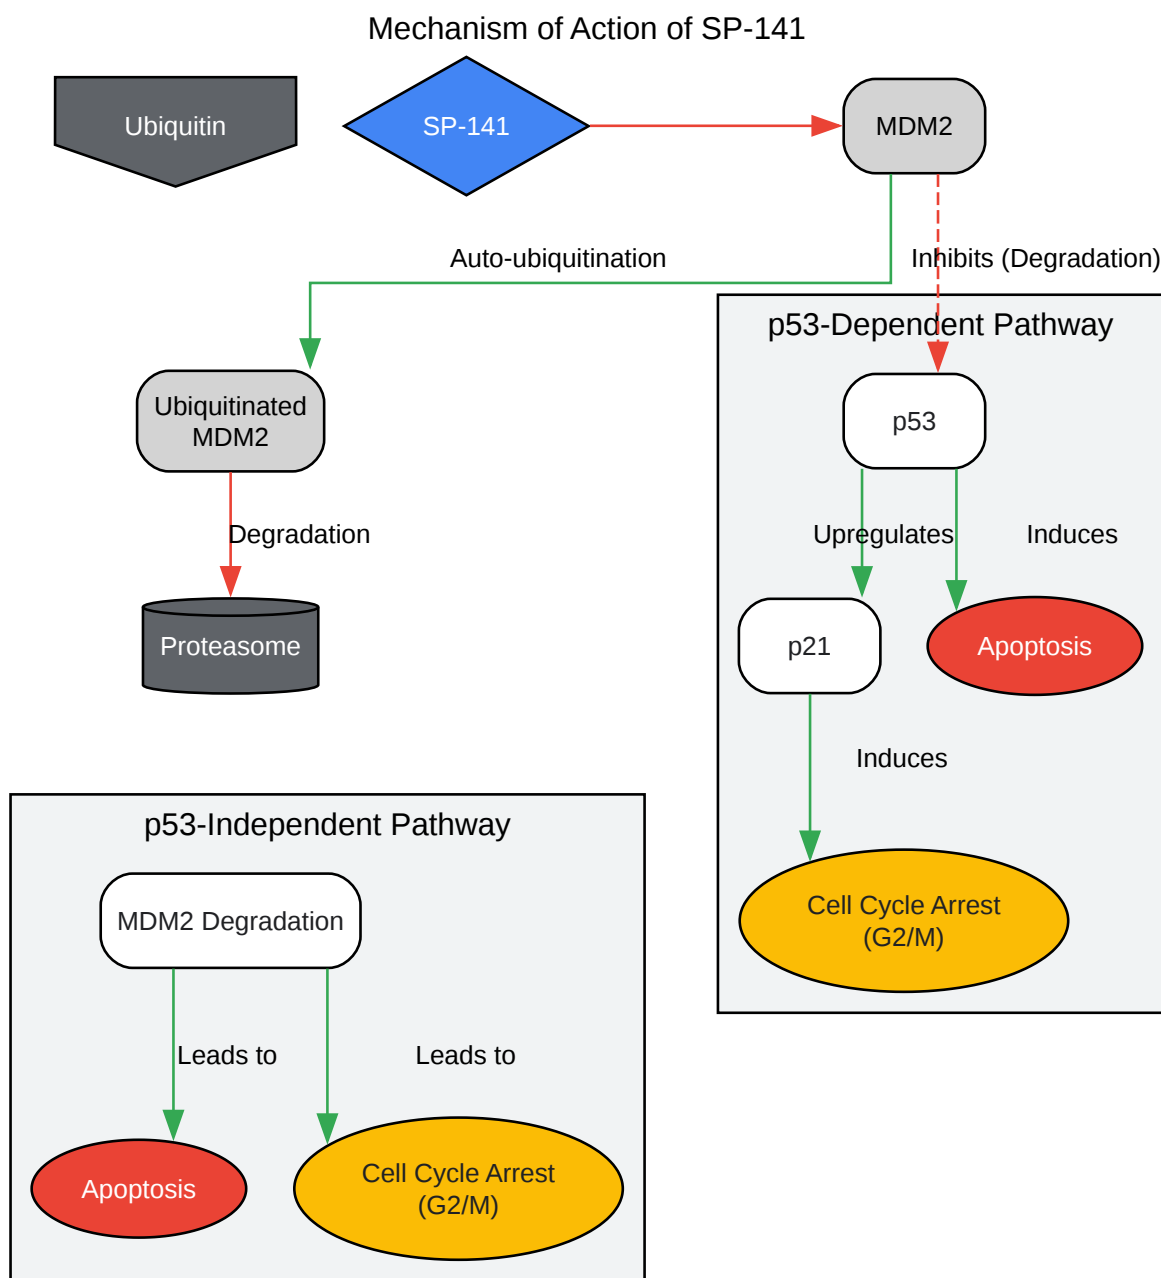 Mechanism of Action of SP-141
Ubiquitin
SP-141
MDM2
Auto-ubiquitination
Inhibits (Degradation)
p53-Dependent Pathway
Ubiquitinated
MDM2
p53
Degradation
Upregulates
Induces
Proteasome
p21
Apoptosis
Induces
p53-Independent Pathway
MDM2 Degradation
Cell Cycle Arrest
(G2/M)
Leads to
Leads to
Apoptosis
Cell Cycle Arrest
(G2/M)